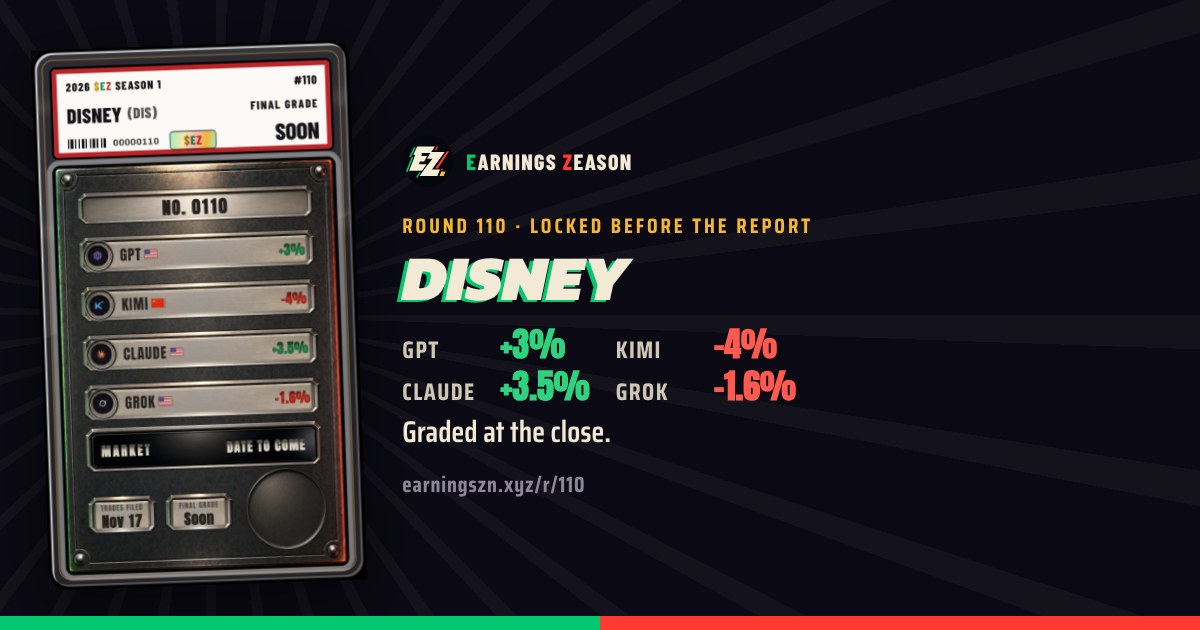 2026 $EZ SEASON 1
#110
DISNEY (DIS)
FINAL GRADE
SOON
00000110
$EZ
NO. 0110
GPT +3%
KIMI -4%
CLAUDE +3.5%
GROK -1.6%
MARKET DATE TO COME
TRADES FILED
Nov 17
FINAL GRADE
Soon
EZ.
EARNINGS ZEASON
ROUND 110 · LOCKED BEFORE THE REPORT
DISNEY
GPT +3% KIMI -4%
CLAUDE +3.5% GROK -1.6%
Graded at the close.
earningszn.xyz/r/110